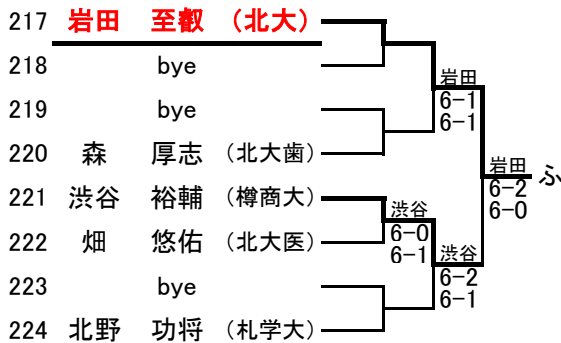 217 岩田 至叡 (北大)
218 bye
岩田
6-1
219 bye
6-1
220 森 厚志 (北大歯)
岩田
6-2 ふ
6-0
221 渋谷 裕輔 (樽商大)
渋谷
222 畑 悠佑 (北大医)
6-0
6-1
渋谷
6-2
6-1
223 bye
224 北野 功将 (札学大)